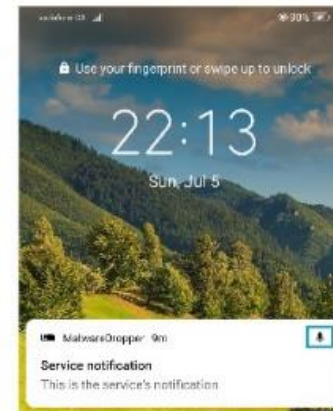 90%
Use your fingerprint or swipe up to unlock
22:13
Sun, Jul 5
MalwareDropper 9m
Service notification
This is the service's notification